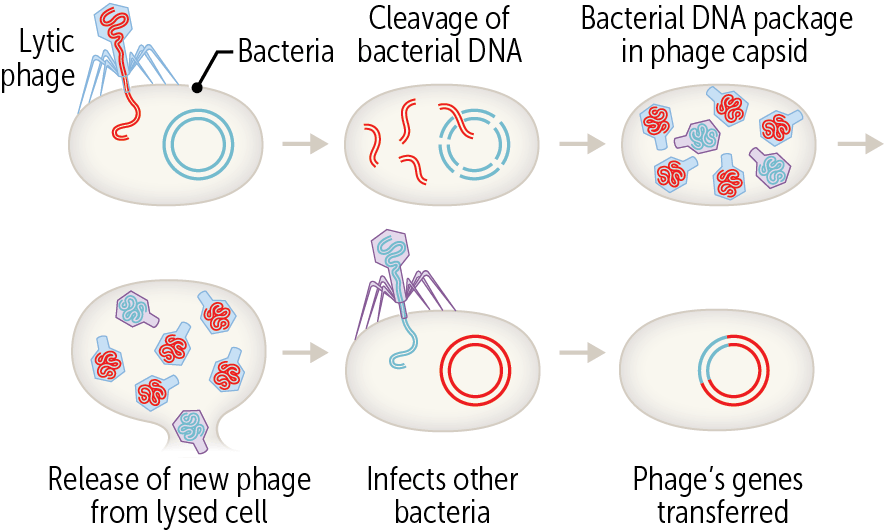 Lytic
phage
Bacteria
Cleavage of
bacterial DNA
Bacterial DNA package
in phage capsid
Release of new phage
from lysed cell
Infects other
bacteria
Phage's genes
transferred